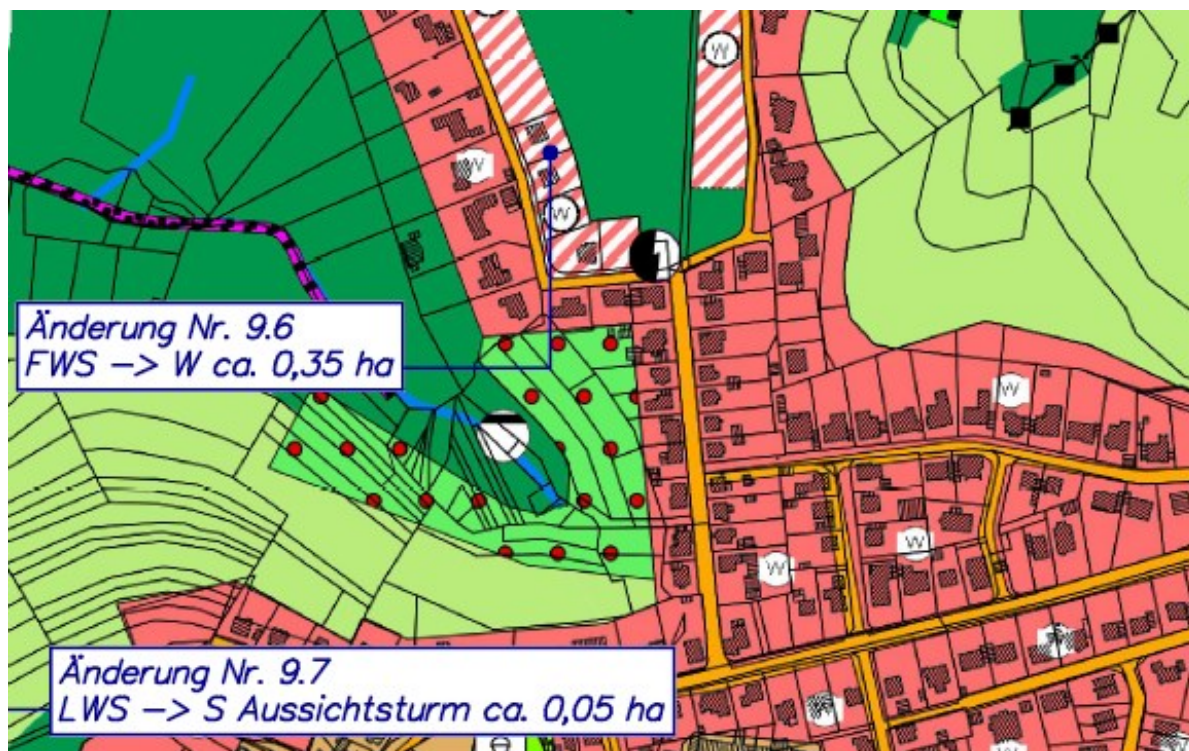 W
W
W
W
Änderung Nr. 9.6
FWS -> W ca. 0,35 ha
W
W
W
Änderung Nr. 9.7
LWS -> S Aussichtsturm ca. 0,05 ha